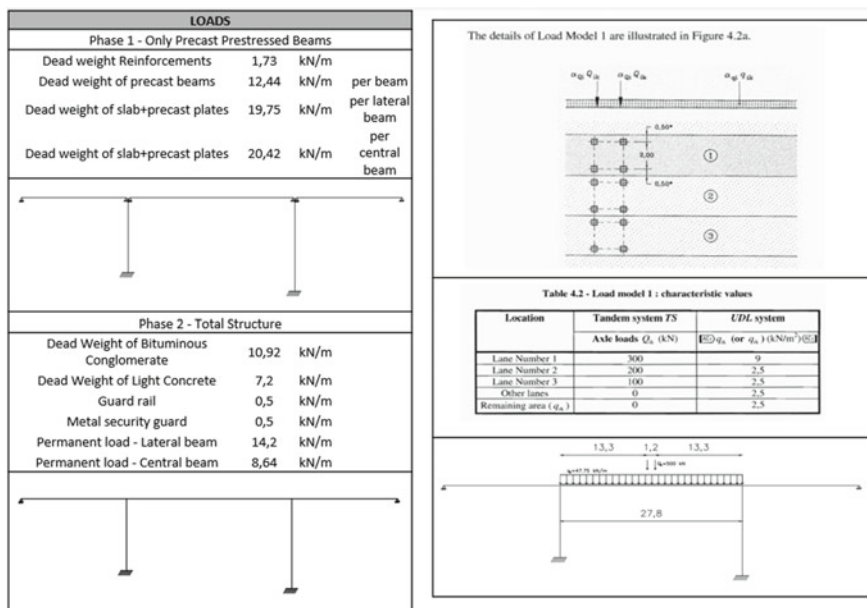 LOADS
Phase 1 - Only Precast Prestressed Beams
Dead weight Reinforcements 1,73 kN/m
Dead weight of precast beams 12,44 kN/m per beam
Dead weight of slab+precast plates 19,75 kN/m per lateral
beam
Dead weight of slab+precast plates 20,42 kN/m per
central
beam
Phase 2 - Total Structure
Dead Weight of Bituminous
Conglomerate 10,92 kN/m
Dead Weight of Light Concrete 7,2 kN/m
Guard rail 0,5 kN/m
Metal security guard 0,5 kN/m
Permanent load - Lateral beam 14,2 kN/m
Permanent load - Central beam 8,64 kN/m
The details of Load Model 1 are illustrated in Figure 4.2a.
0,50*
0,50*
1
2
3
Table 4.2 - Load model 1 : characteristic values
Location Tandem system TS UDL system
Axle loads (kN) (kN/m²)
Lane Number 1 300 9
Lane Number 2 200 2,5
Lane Number 3 100 2,5
Other lanes 0 2,5
Remaining area 0 2,5
13,3 1,2 13,3
27,8